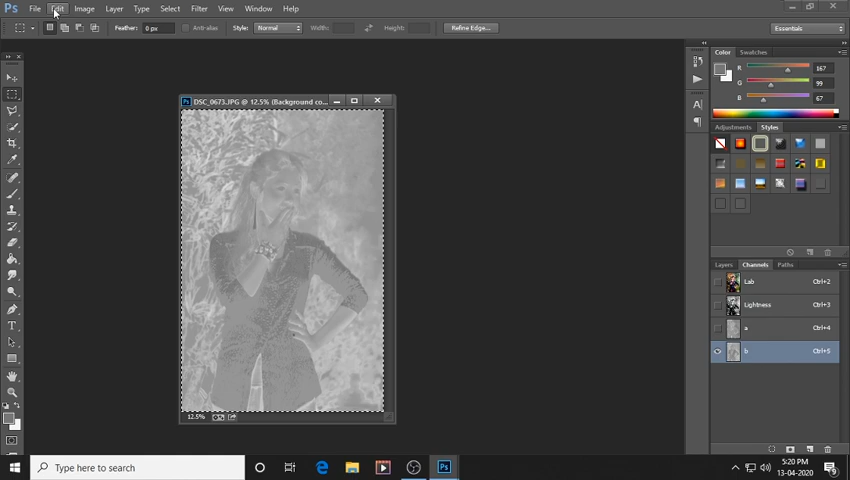 Ps File Edit Image Layer Type Select Filter View Window Help
Feather: 0 px Anti-alias Style: Normal Width: Height: Refine Edge... Essentials
Color Swatches
R 167
G 99
B 67
Ps DSC_0673.JPG @ 12.5% (Background co...
Adjustments Styles
Layers Channels Paths
Lab Ctrl+2
Lightness Ctrl+3
a Ctrl+4
b Ctrl+5
12.5%
Type here to search
Ps
5:20 PM
13-04-2020